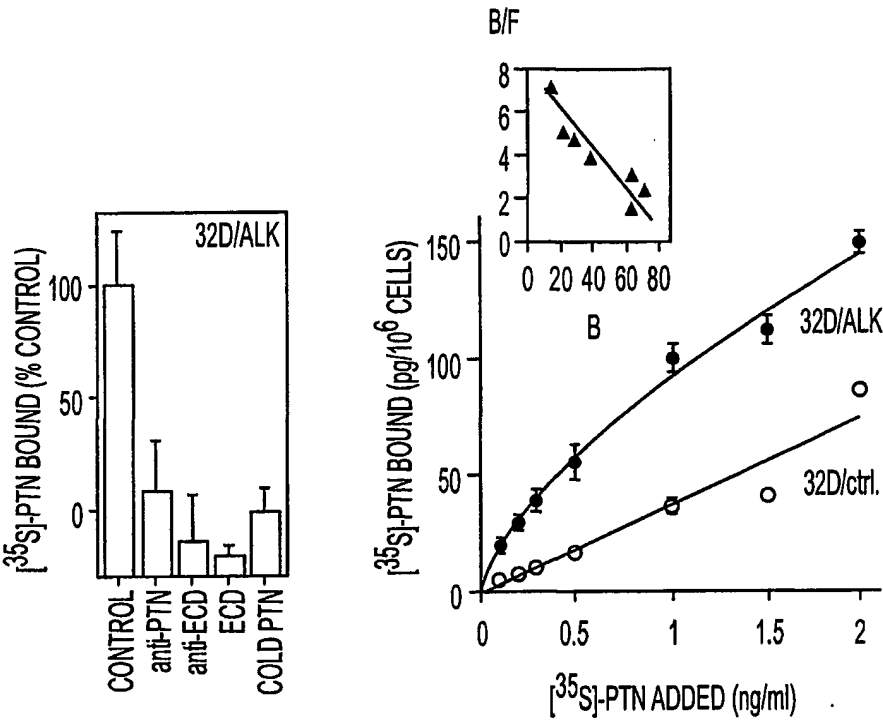 [³⁵S]-PTN BOUND (% CONTROL)
100
50
0
32D/ALK
CONTROL
anti-PTN
anti-ECD
ECD
COLD PTN
B/F
8
6
4
2
0
0 20 40 60 80
B
[³⁵S]-PTN BOUND (pg/10⁶ CELLS)
150
100
50
0
32D/ALK
32D/ctrl.
0 0.5 1 1.5 2
[³⁵S]-PTN ADDED (ng/ml)